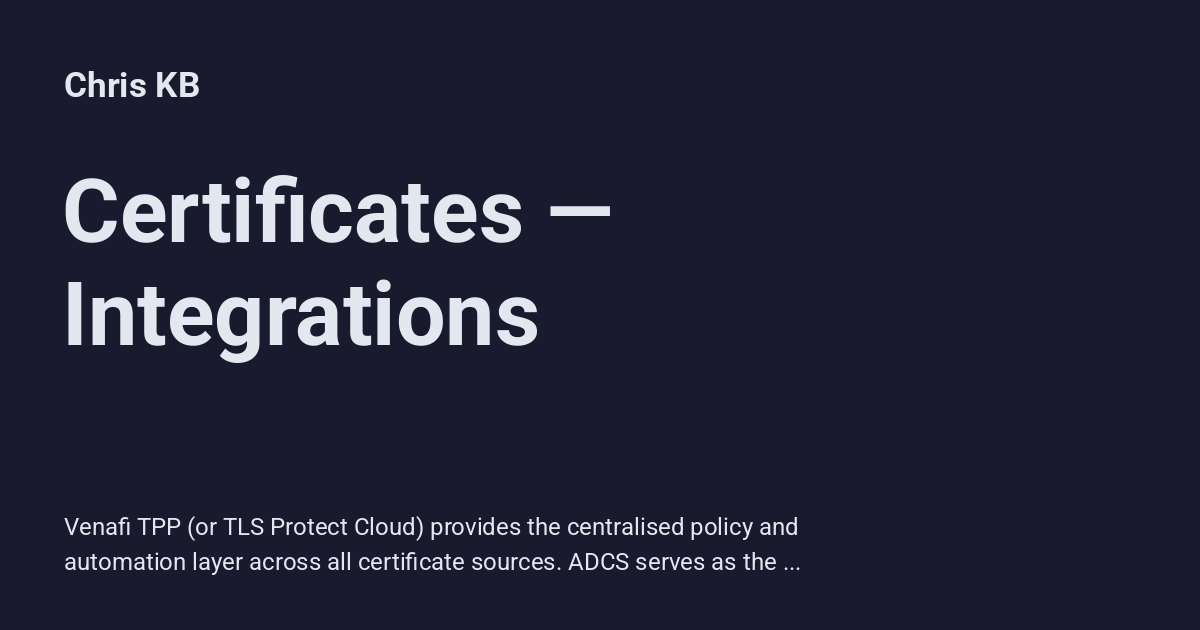 Chris KB
Certificates —
Integrations
Venafi TPP (or TLS Protect Cloud) provides the centralised policy and
automation layer across all certificate sources. ADCS serves as the ...